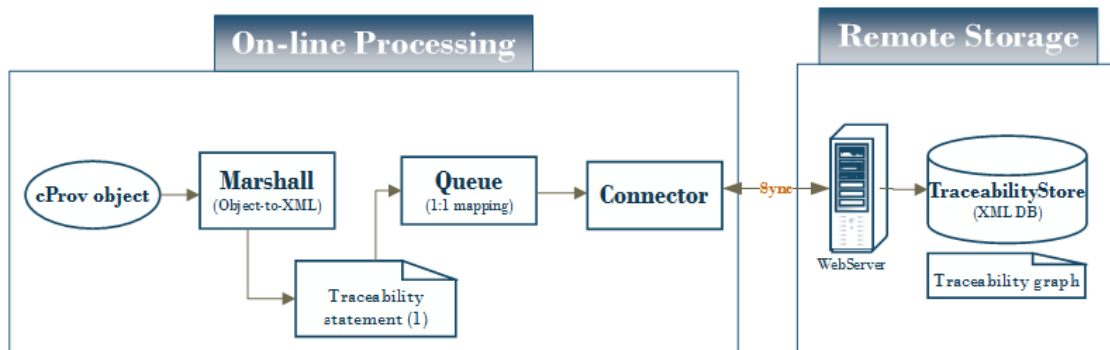 On-line Processing
Remote Storage
cProv object
Marshall
(Object-to-XML)
Queue
(1:1 mapping)
Connector
Sync
WebServer
TraceabilityStore
(XML DB)
Traceability
statement (1)
Traceability graph